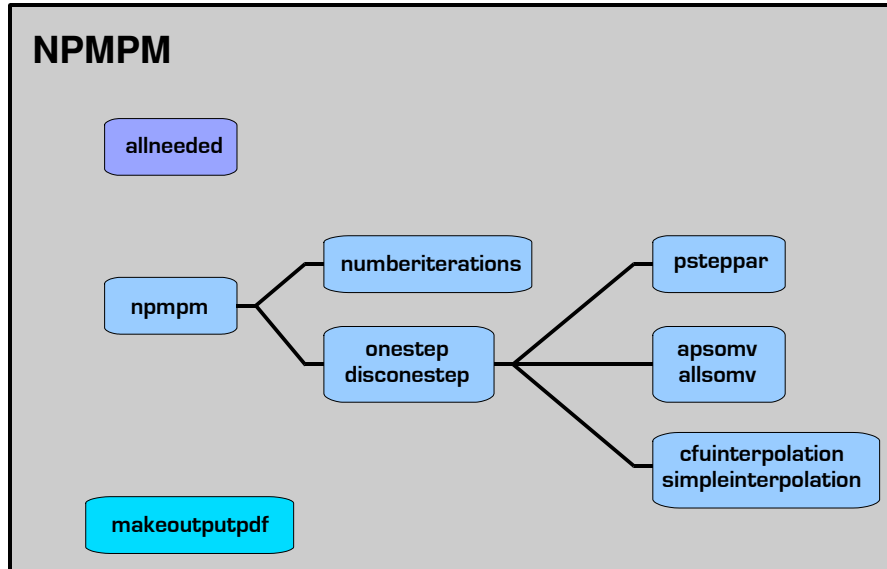 NPMPM
allneeded
npmpm
numberiterations
onestep
disconestep
psteppar
apsomv
allsomv
cfuinterpolation
simpleinterpolation
makeoutputpdf